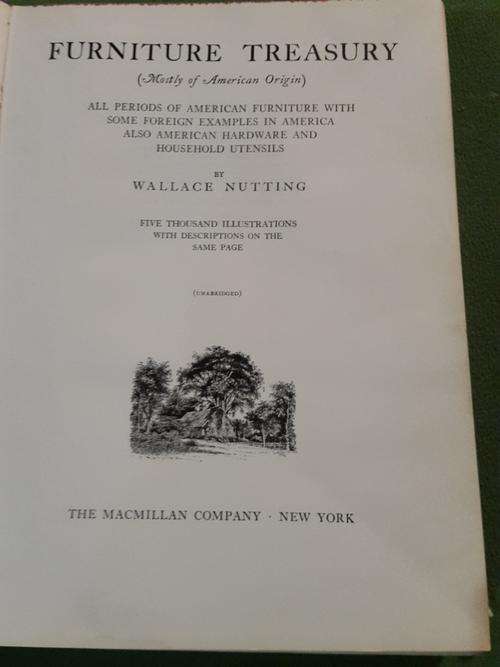 FURNITURE TREASURY
(Mostly of American Origin)
ALL PERIODS OF AMERICAN FURNITURE WITH
SOME FOREIGN EXAMPLES IN AMERICA
ALSO AMERICAN HARDWARE AND
HOUSEHOLD UTENSILS
BY
WALLACE NUTTING
FIVE THOUSAND ILLUSTRATIONS
WITH DESCRIPTIONS ON THE
SAME PAGE
(UNABRIDGED)
THE MACMILLAN COMPANY · NEW YORK